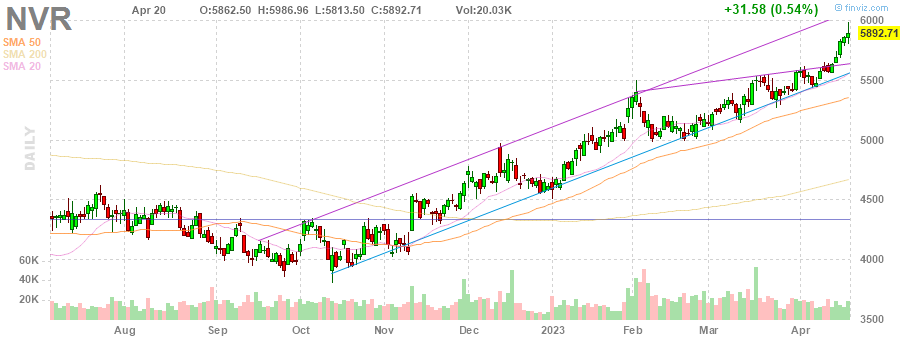 NVR
Apr 20 O:5862.50 H:5986.96 L:5813.50 C:5892.71 Vol:20.03K +31.58 (0.54%)
© finviz.com
SMA 50
SMA 200
SMA 20
DAILY
6000
5892.71
5500
5000
4500
4000
3500
60K
40K
20K
Aug Sep Oct Nov Dec 2023 Feb Mar Apr